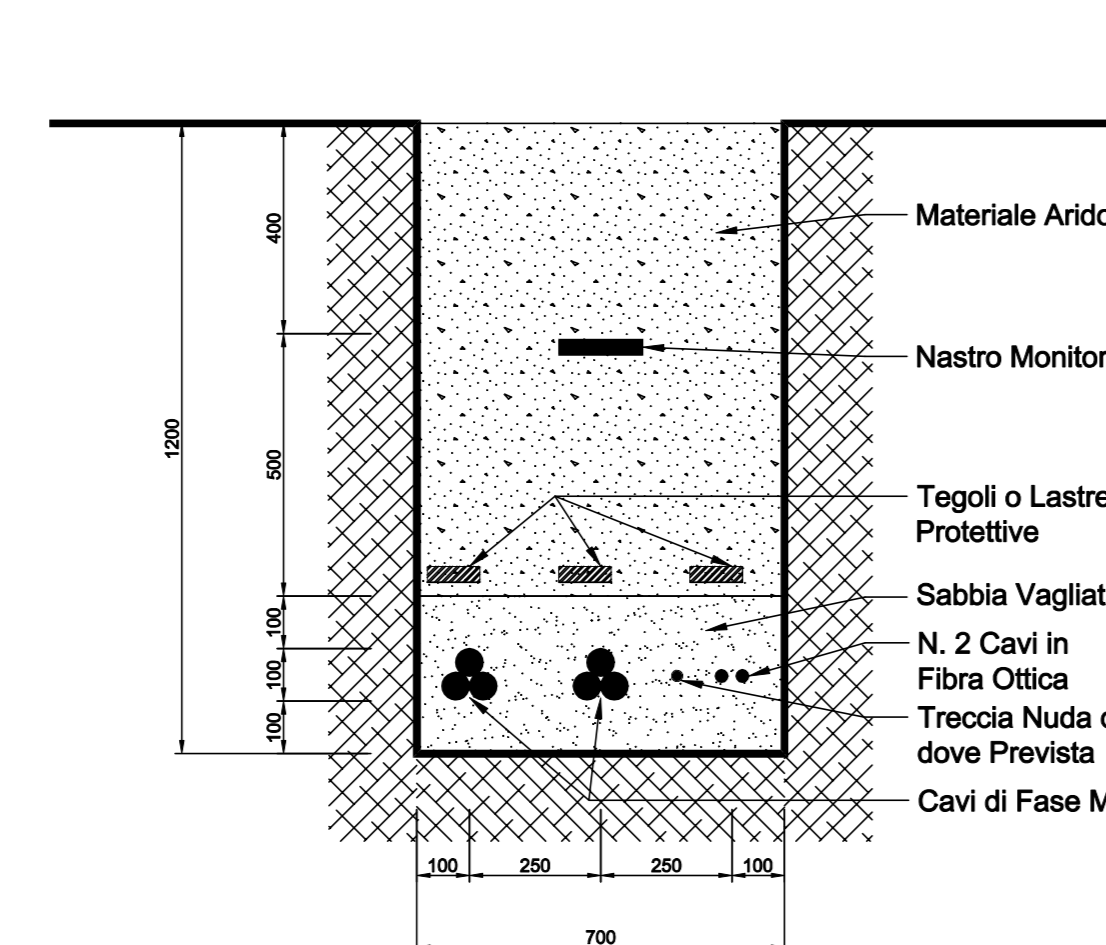 Materiale Arido
400
Nastro Monitor
1200
500
Tegoli o Lastre
Protettive
100
Sabbia Vagliat
N. 2 Cavi in
Fibra Ottica
100
100
Treccia Nuda
dove Prevista
Cavi di Fase M
100 250 250 100
700